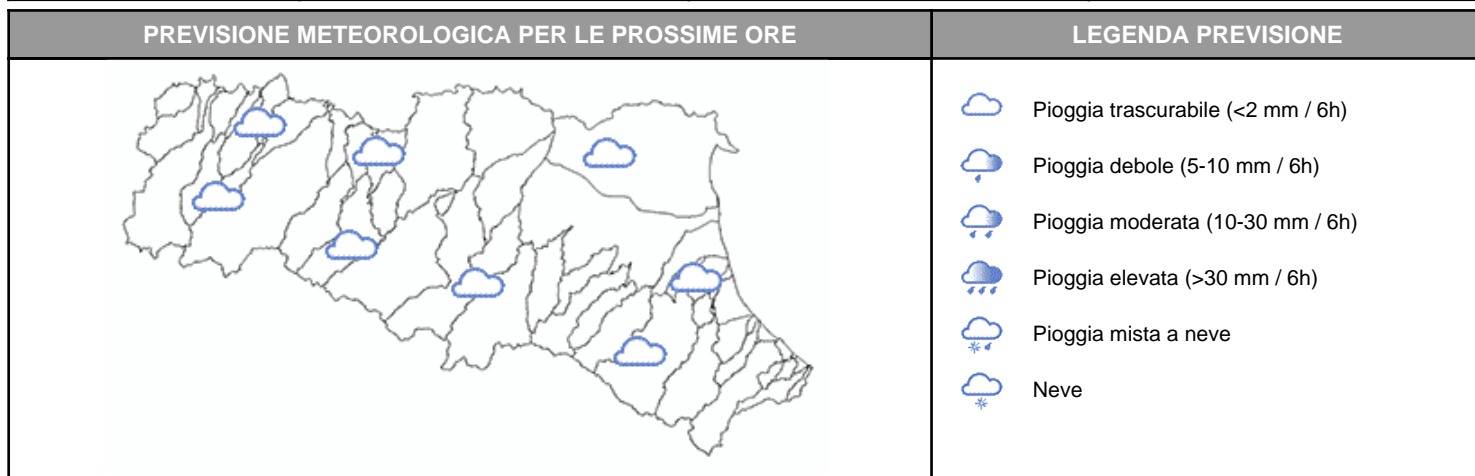 PREVISIONE METEOROLOGICA PER LE PROSSIME ORE
LEGENDA PREVISIONE
Pioggia trascurabile (<2 mm / 6h)
Pioggia debole (5-10 mm / 6h)
Pioggia moderata (10-30 mm / 6h)
Pioggia elevata (>30 mm / 6h)
Pioggia mista a neve
Neve